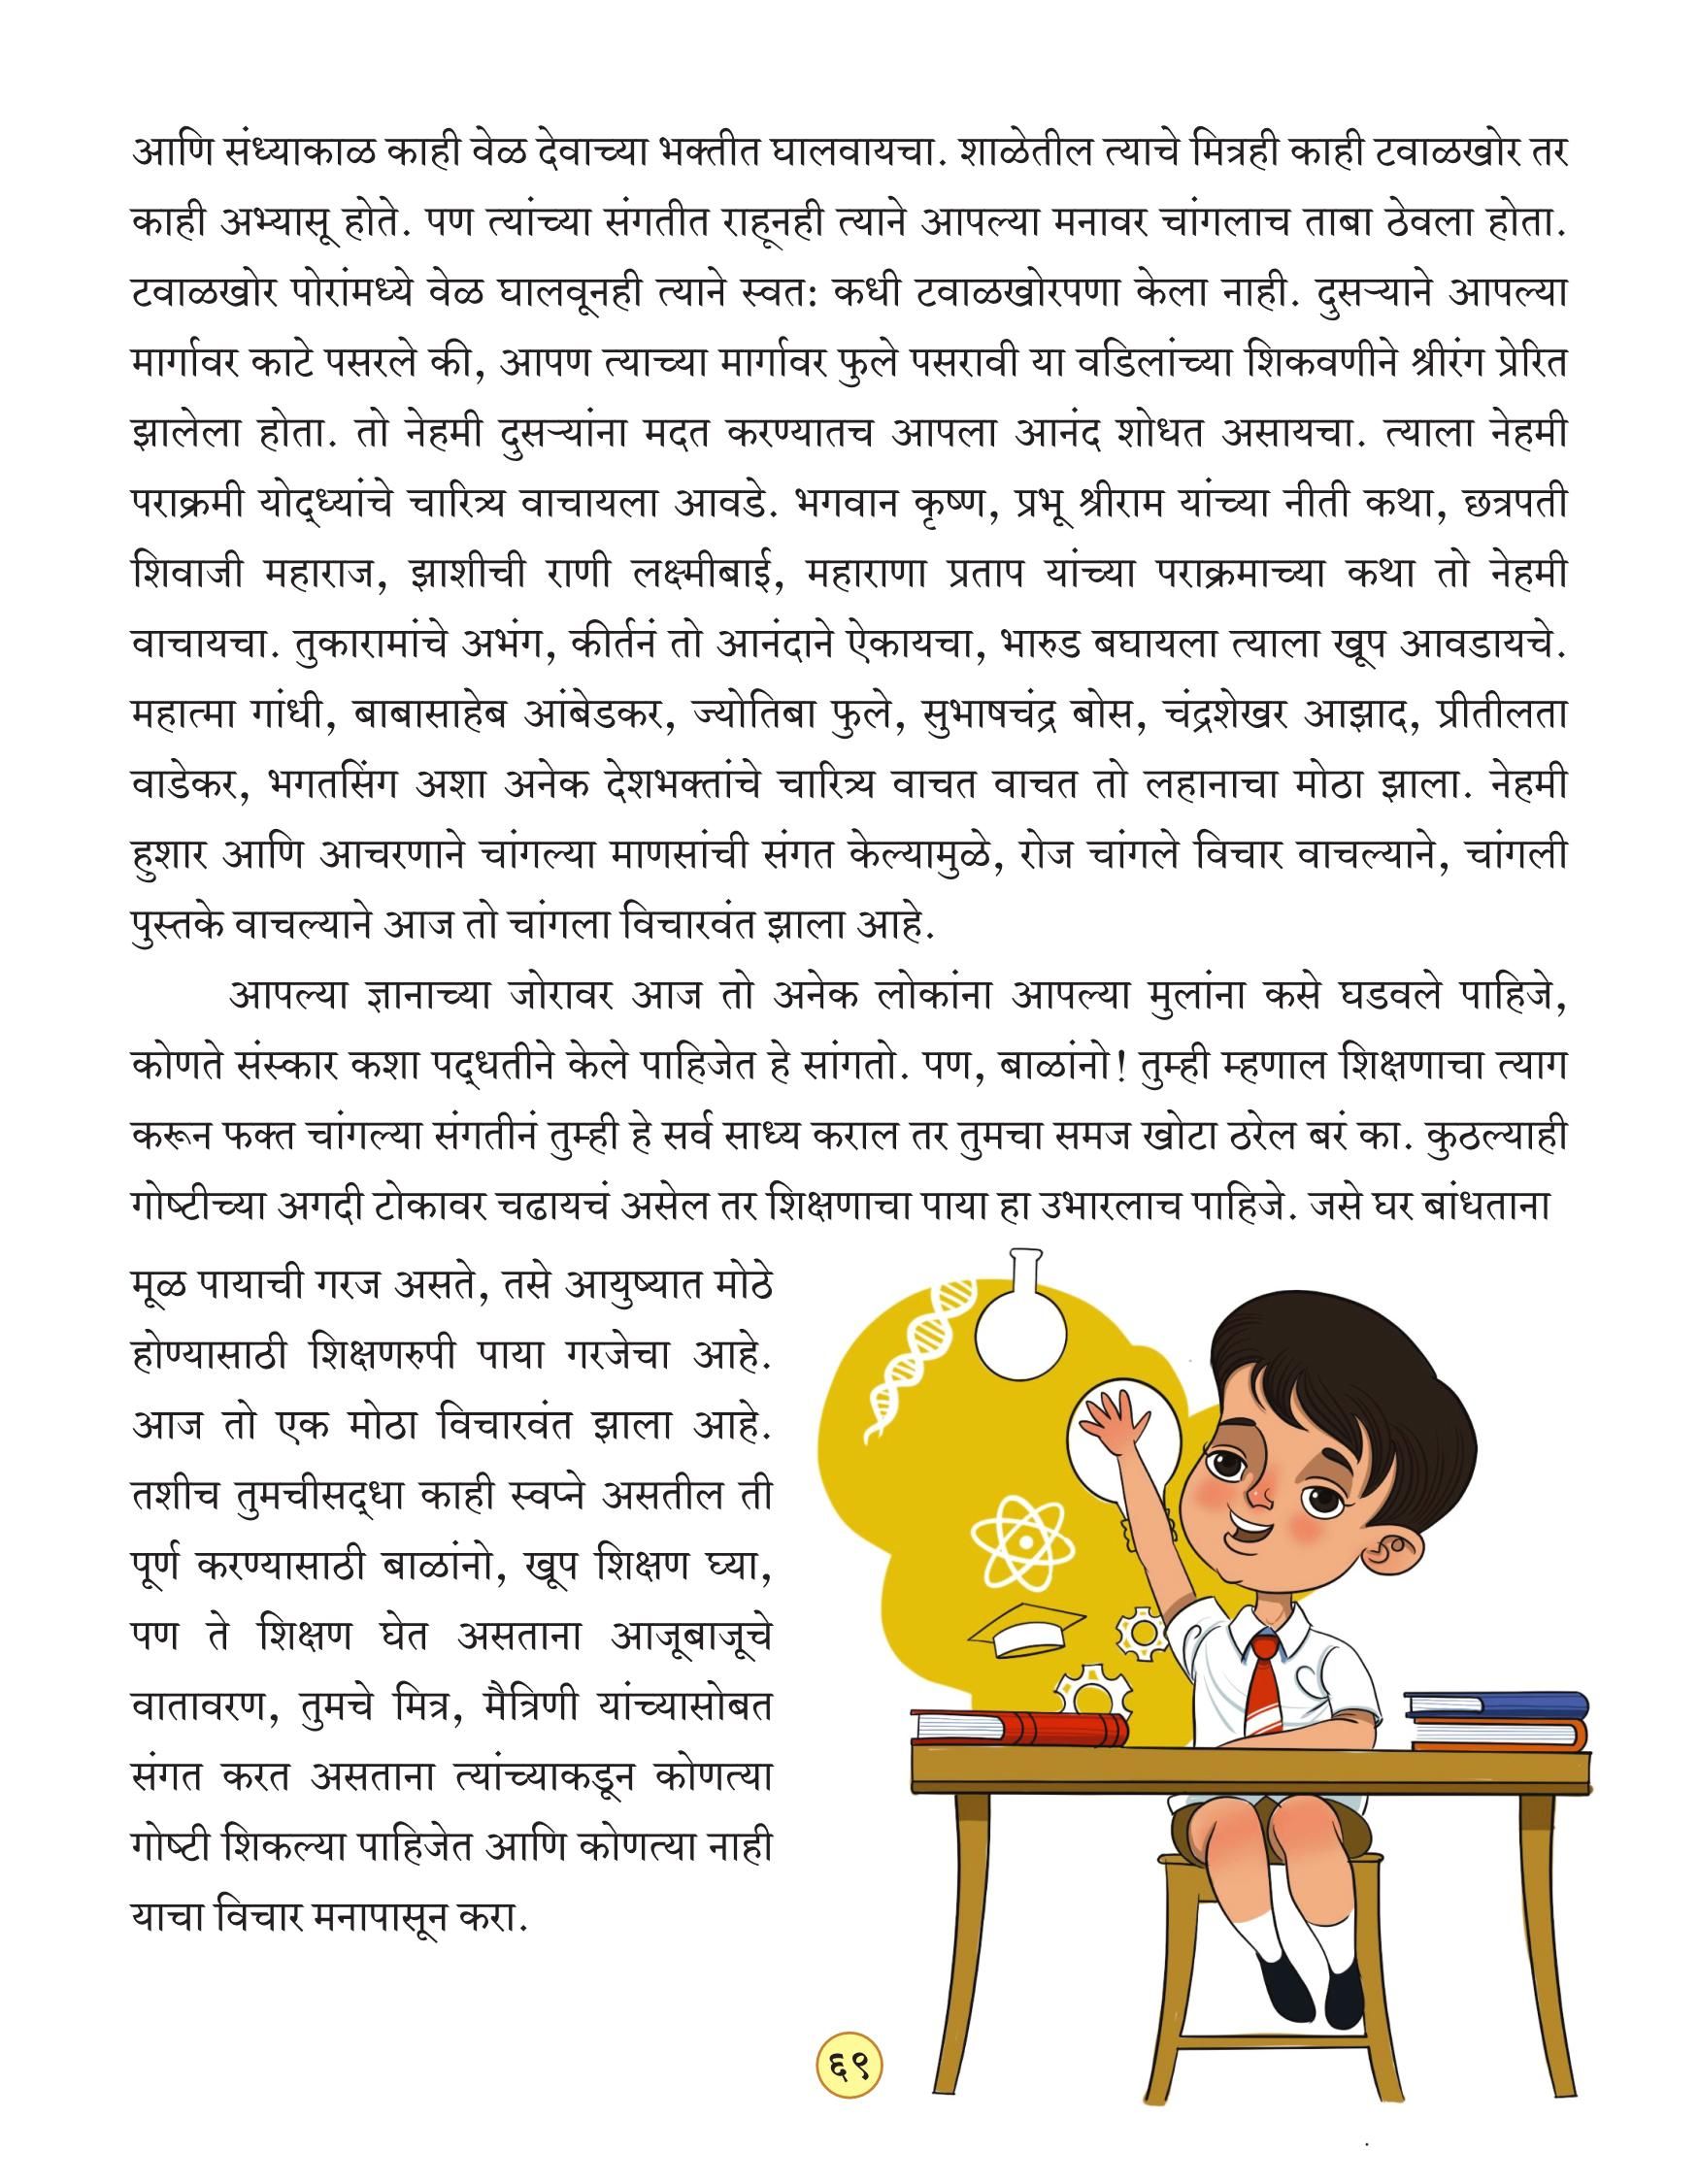 आणि संध्याकाळ काही वेळ देवाच्या भक्तीत घालवायचा. शाळेतील त्याचे मित्रही काही टवाळखोर तर
काही अभ्यासू होते. पण त्यांच्या संगतीत राहूनही त्याने आपल्या मनावर चांगलाच ताबा ठेवला होता.
टवाळखोर पोरांमध्ये वेळ घालवूनही त्याने स्वत: कधी टवाळखोरपणा केला नाही. दुसऱ्याने आपल्या
मार्गावर काटे पसरले की, आपण त्याच्या मार्गावर फुले पसरावी या वडिलांच्या शिकवणीने श्रीरंग प्रेरित
झालेला होता. तो नेहमी दुसऱ्यांना मदत करण्यातच आपला आनंद शोधत असायचा. त्याला नेहमी
पराक्रमी योद्ध्यांचे चारित्र्य वाचायला आवडे. भगवान कृष्ण, प्रभू श्रीराम यांच्या नीती कथा, छत्रपती
शिवाजी महाराज, झाशीची राणी लक्ष्मीबाई, महाराणा प्रताप यांच्या पराक्रमाच्या कथा तो नेहमी
वाचायचा. तुकारामांचे अभंग, कीर्तनं तो आनंदाने ऐकायचा, भारुड बघायला त्याला खूप आवडायचे.
महात्मा गांधी, बाबासाहेब आंबेडकर, ज्योतिबा फुले, सुभाषचंद्र बोस, चंद्रशेखर आझाद, प्रीतीलता
वाडेकर, भगतसिंग अशा अनेक देशभक्तांचे चारित्र्य वाचत वाचत तो लहानाचा मोठा झाला. नेहमी
हुशार आणि आचरणाने चांगल्या माणसांची संगत केल्यामुळे, रोज चांगले विचार वाचल्याने, चांगली
पुस्तके वाचल्याने आज तो चांगला विचारवंत झाला आहे.
आपल्या ज्ञानाच्या जोरावर आज तो अनेक लोकांना आपल्या मुलांना कसे घडवले पाहिजे,
कोणते संस्कार कशा पद्धतीने केले पाहिजेत हे सांगतो. पण, बाळांनो! तुम्ही म्हणाल शिक्षणाचा त्याग
करून फक्त चांगल्या संगतीनं तुम्ही हे सर्व साध्य कराल तर तुमचा समज खोटा ठरेल बरं का. कुठल्याही
गोष्टीच्या अगदी टोकावर चढायचं असेल तर शिक्षणाचा पाया हा उभारलाच पाहिजे. जसे घर बांधताना
मूळ पायाची गरज असते, तसे आयुष्यात मोठे
होण्यासाठी शिक्षणरुपी पाया गरजेचा आहे.
आज तो एक मोठा विचारवंत झाला आहे.
तशीच तुमचीसद्धा काही स्वप्ने असतील ती
पूर्ण करण्यासाठी बाळांनो, खूप शिक्षण घ्या,
पण ते शिक्षण घेत असताना आजूबाजूचे
वातावरण, तुमचे मित्र, मैत्रिणी यांच्यासोबत
संगत करत असताना त्यांच्याकडून कोणत्या
गोष्टी शिकल्या पाहिजेत आणि कोणत्या नाही
याचा विचार मनापासून करा.
६९